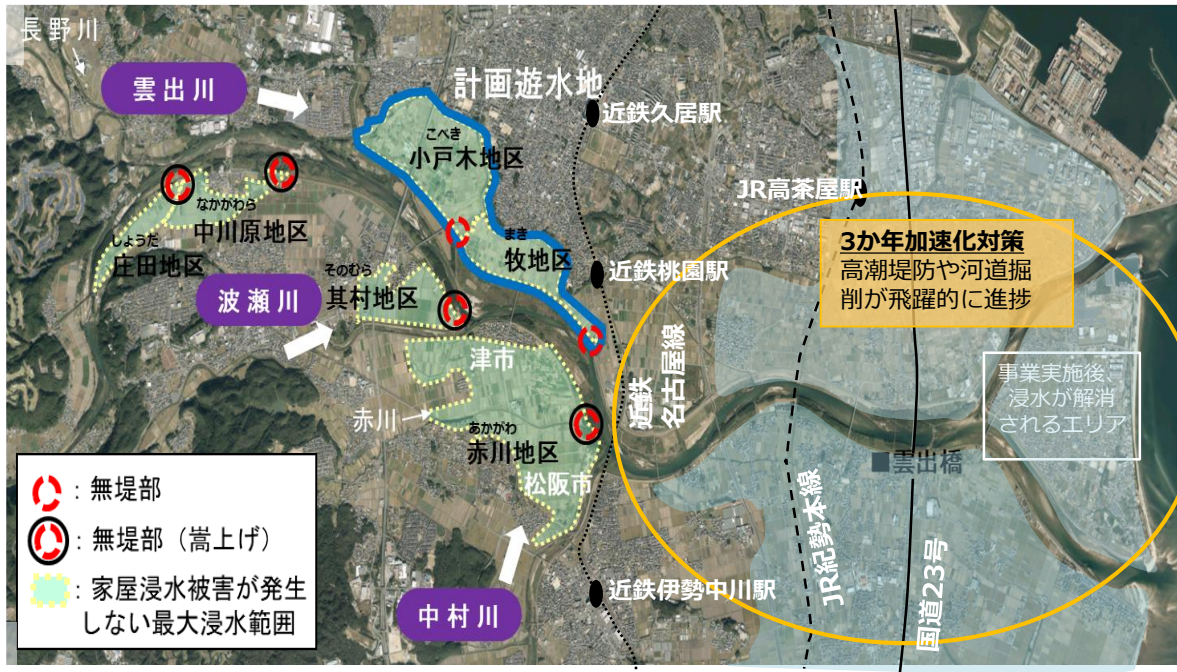 長野川
雲出川
計画遊水地
近鉄久居駅
こべき
小戸木地区
JR高茶屋駅
なかがわら
中川原地区
しょうだ
庄田地区
まき
牧地区
近鉄桃園駅
3か年加速化対策
高潮堤防や河道掘
削が飛躍的に進捗
そのむら
其村地区
波瀬川
津市
近鉄
名古屋線
事業実施後、
浸水が解消
されるエリア
赤川
あかがわ
赤川地区
松阪市
■雲出橋
JR紀勢本線
国道23号
：無堤部
：無堤部（嵩上げ）
：家屋浸水被害が発生
しない最大浸水範囲
中村川
近鉄伊勢中川駅